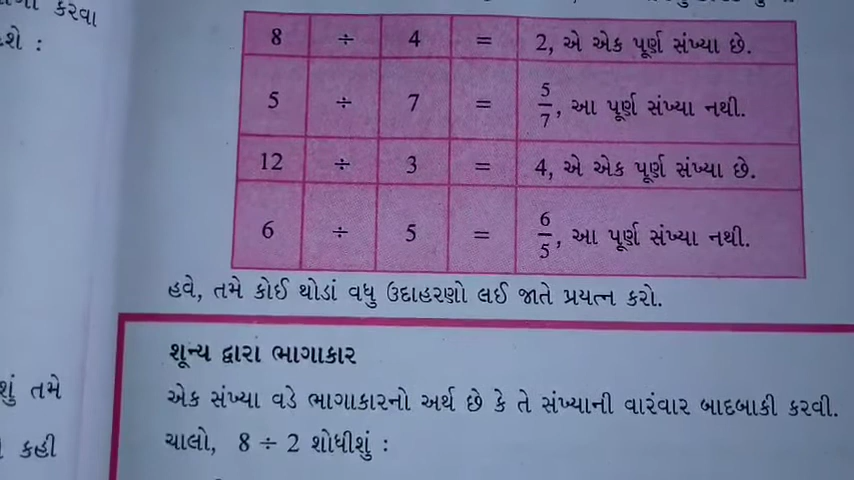 કરવા
શે :
8 ÷ 4 = 2, એ એક પૂર્ણ સંખ્યા છે.
5 ÷ 7 = 5/7, આ પૂર્ણ સંખ્યા નથી.
12 ÷ 3 = 4, એ એક પૂર્ણ સંખ્યા છે.
6 ÷ 5 = 6/5, આ પૂર્ણ સંખ્યા નથી.
હવે, તમે કોઈ થોડાં વધુ ઉદાહરણો લઈ જાતે પ્રયત્ન કરો.
શૂન્ય દ્વારા ભાગાકાર
એક સંખ્યા વડે ભાગાકારનો અર્થ છે કે તે સંખ્યાની વારંવાર બાદબાકી કરવી.
ચાલો, 8 ÷ 2 શોધીશું :
શું તમે
કહી